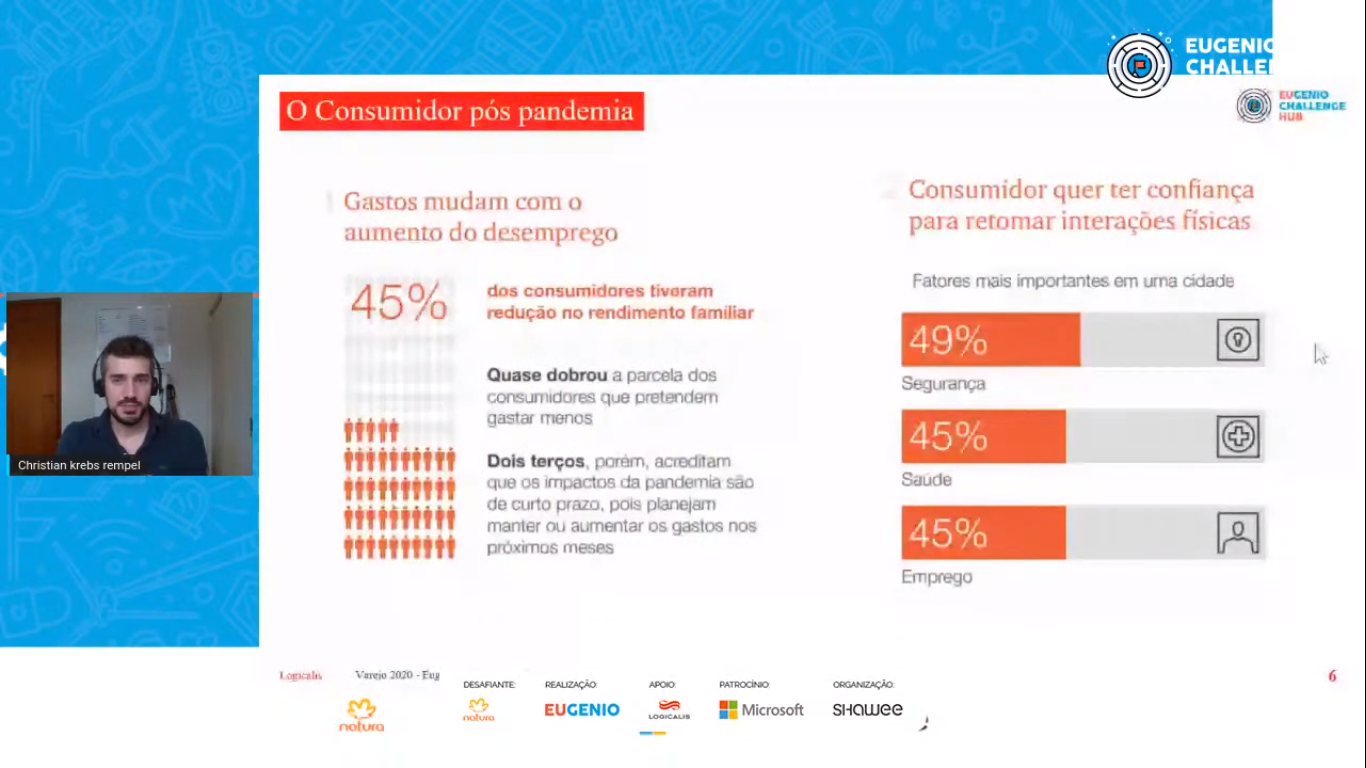 EUGENIO
CHALLEN
O Consumidor pós pandemia
EUGENIO
CHALLENGE
HUB
1 Gastos mudam com o
aumento do desemprego
45%
dos consumidores tiveram
redução no rendimento familiar
Quase dobrou a parcela dos
consumidores que pretendem
gastar menos
Dois terços, porém, acreditam
que os impactos da pandemia são
de curto prazo, pois planejam
manter ou aumentar os gastos nos
próximos meses
2 Consumidor quer ter confiança
para retomar interações físicas
Fatores mais importantes em uma cidade
49%
Segurança
45%
Saúde
45%
Emprego
Christian krebs rempel
Logicalis
Varejo 2020 - Eug
6
natura
DESAFIANTE:
natura
REALIZAÇÃO:
EUGENIO
APOIO:
LOGICALIS
PATROCÍNIO:
Microsoft
ORGANIZAÇÃO:
SHAWEE